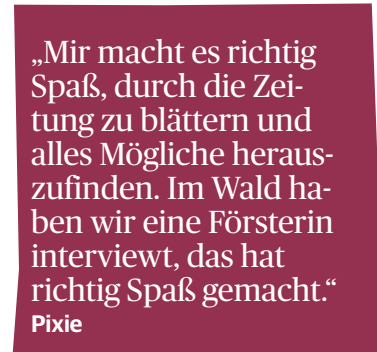 „Mir macht es richtig
Spaß, durch die Zei-
tung zu blättern und
alles Mögliche heraus-
zufinden. Im Wald ha-
ben wir eine Försterin
interviewt, das hat
richtig Spaß gemacht.“
Pixie